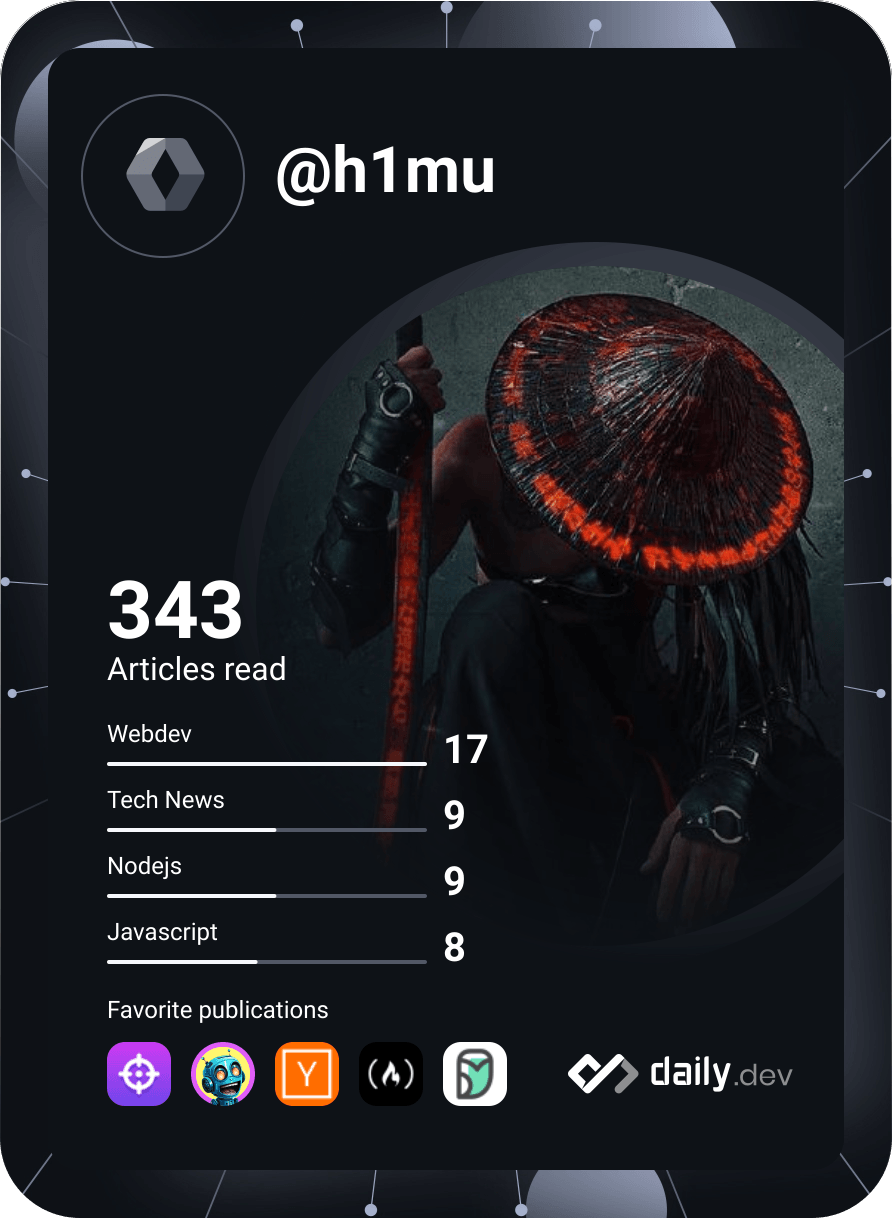 @h1mu
343
Articles read
Webdev
17
Tech News
9
Nodejs
9
Javascript
8
Favorite publications
Y
daily.dev